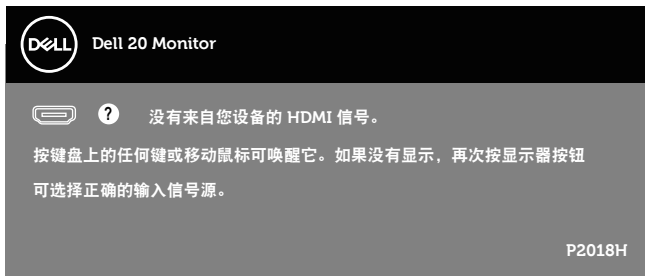 DELL
Dell 20 Monitor
?
没有来自您设备的 HDMI 信号。
按键盘上的任何键或移动鼠标可唤醒它。如果没有显示，再次按显示器按钮
可选择正确的输入信号源。
P2018H